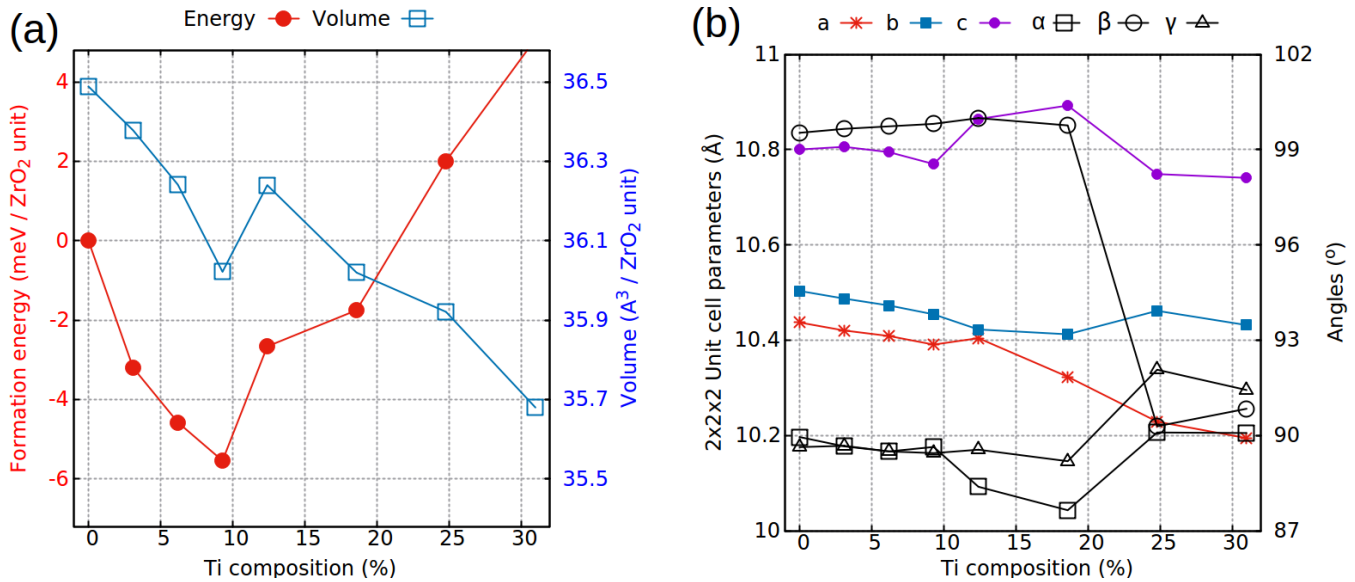 (a)
Energy Volume
Formation energy (meV / ZrO2 unit)
4
2
0
-2
-4
-6
36.5
36.3
36.1
35.9
35.7
35.5
Volume (A³ / ZrO2 unit)
0 5 10 15 20 25 30
Ti composition (%)
(b)
a b c α β γ
2x2x2 Unit cell parameters (Å)
11
10.8
10.6
10.4
10.2
10
102
99
96
93
90
87
Angles (º)
0 5 10 15 20 25 30
Ti composition (%)